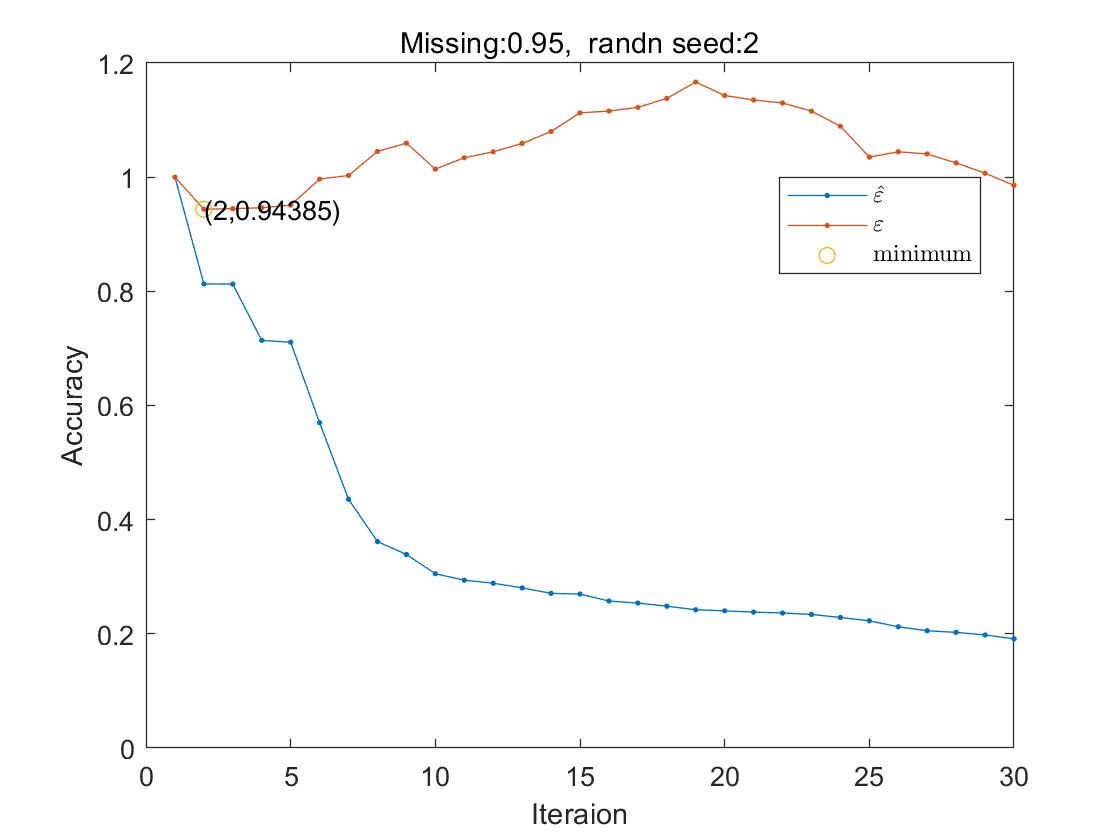 Missing:0.95,  randn seed:2
1.2
1
0.8
0.6
0.4
0.2
0
Accuracy
(2,0.94385)
ε̂
ε
minimum
0 5 10 15 20 25 30
Iteraion